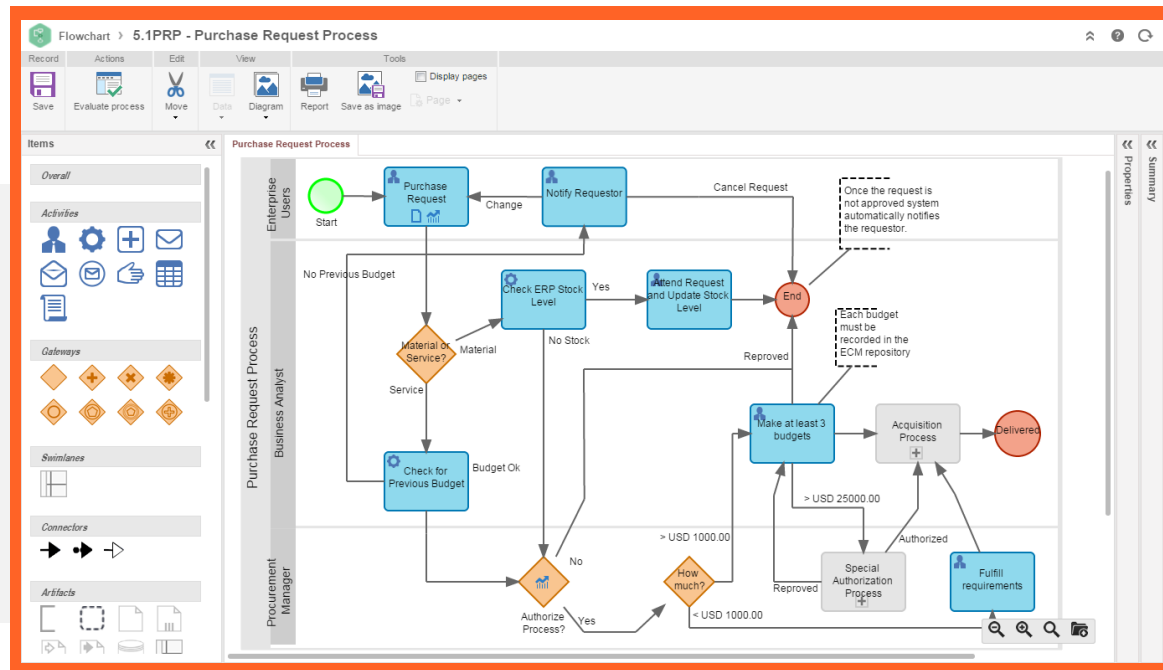 Flowchart › 5.1PRP - Purchase Request Process
Record
Actions
Edit
View
Tools
Save
Evaluate process
Move
Data
Diagram
Report
Save as image
Display pages
Page
Items
Overall
Activities
Gateways
Swimlanes
Connectors
Artifacts
Purchase Request Process
Properties
Summary
Purchase Request Process
Enterprise
Users
Business Analyst
Procurement
Manager
Start
Purchase
Request
Change
Notify Requestor
Cancel Request
Once the request is
not approved system
automatically notifies
the requestor.
No Previous Budget
Check ERP Stock
Level
Yes
Attend Request
and Update Stock
Level
End
Each budget
must be
recorded in the
ECM repository
Material or
Service?
Material
No Stock
Reproved
Service
Make at least 3
budgets
Acquisition
Process
Delivered
Check for
Previous Budget
Budget Ok
> USD 25000.00
> USD 1000.00
Authorized
No
How
much?
Special
Authorization
Process
Fulfill
requirements
Reproved
Authorize
Process?
Yes
< USD 1000.00